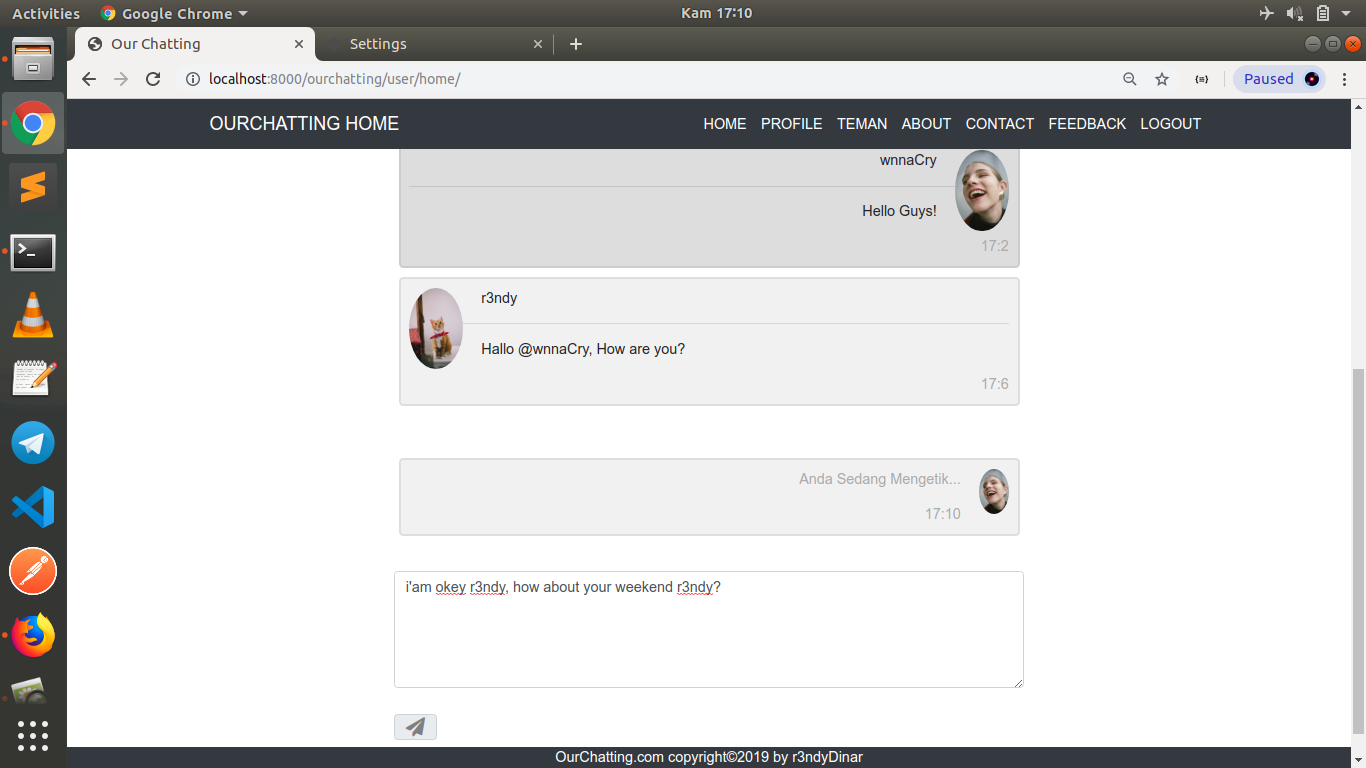 Activities Google Chrome Kam 17:10
Our Chatting Settings
localhost:8000/ourchatting/user/home/ Paused
OURCHATTING HOME HOME PROFILE TEMAN ABOUT CONTACT FEEDBACK LOGOUT
wnnaCry
Hello Guys!
17:2
r3ndy
Hallo @wnnaCry, How are you?
17:6
Anda Sedang Mengetik...
17:10
i'am okey r3ndy, how about your weekend r3ndy?
OurChatting.com copyright©2019 by r3ndyDinar